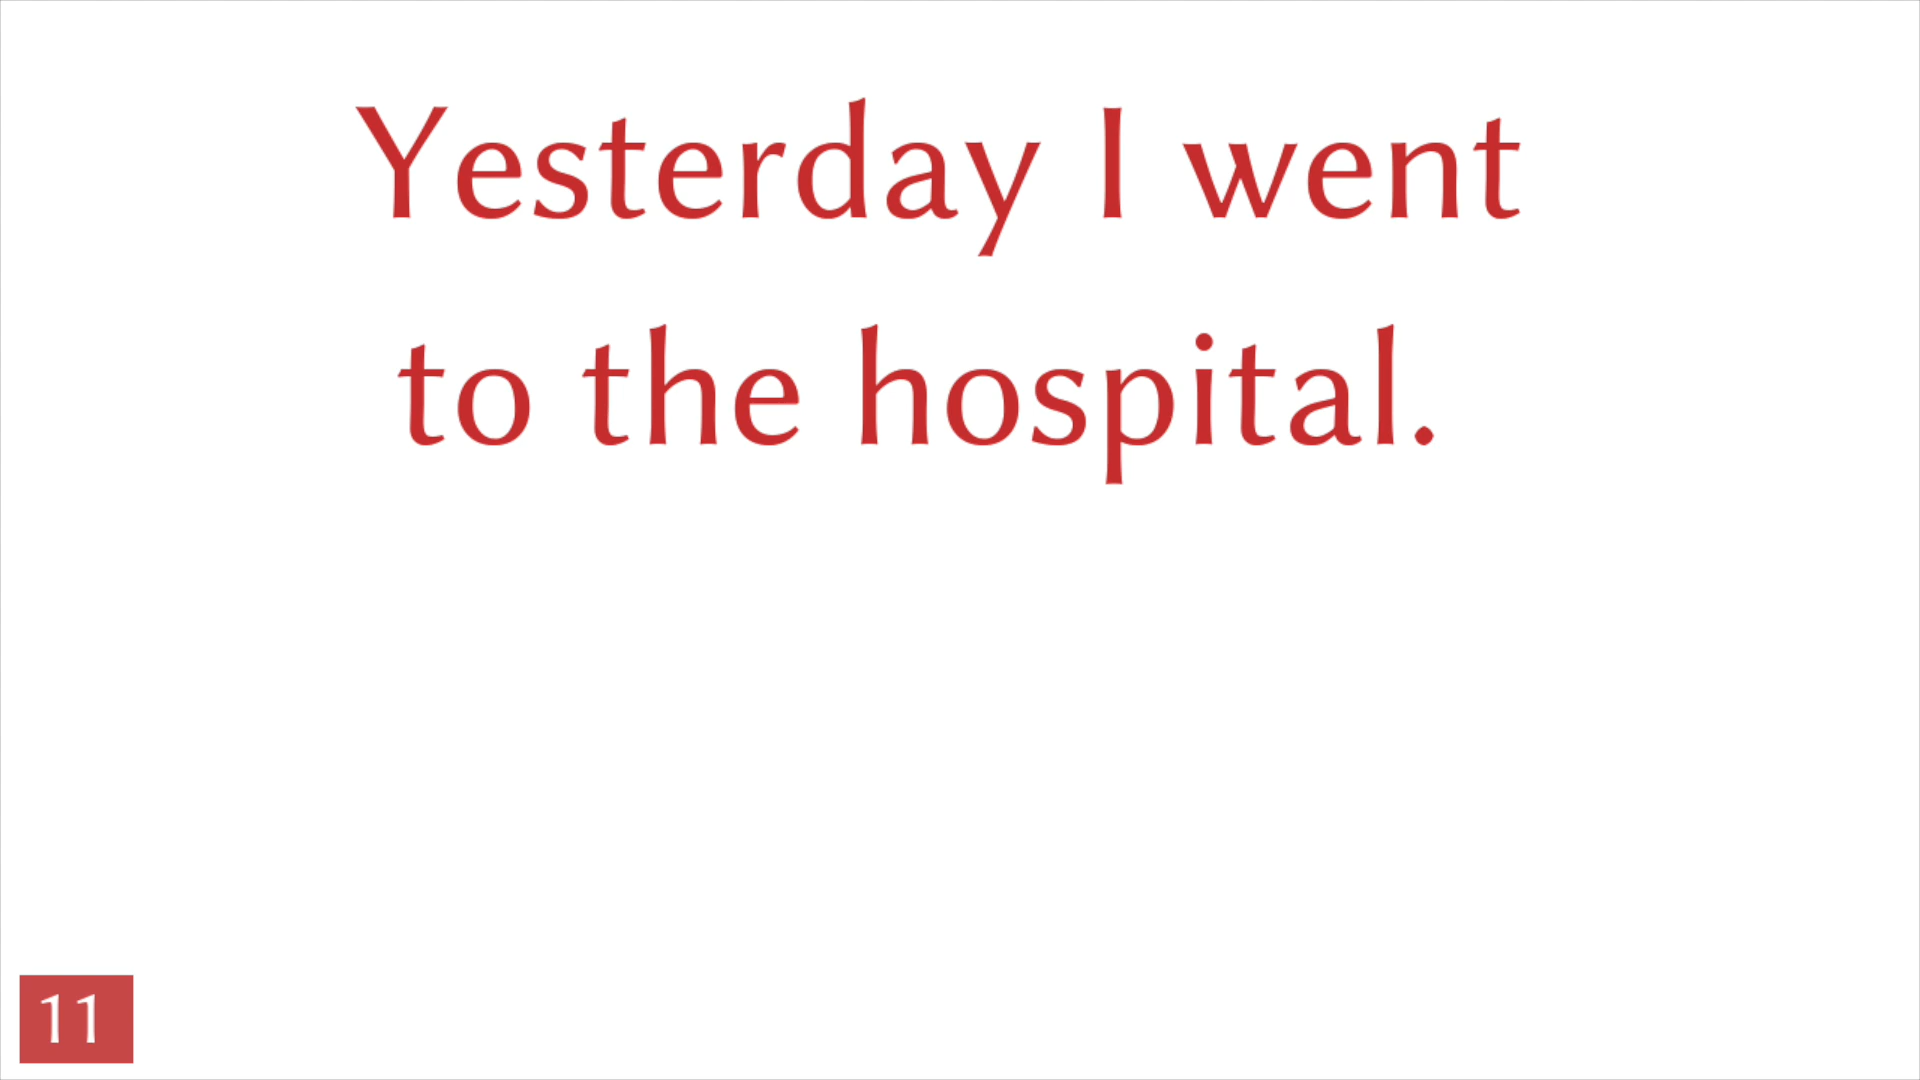 Yesterday I went
to the hospital.
11